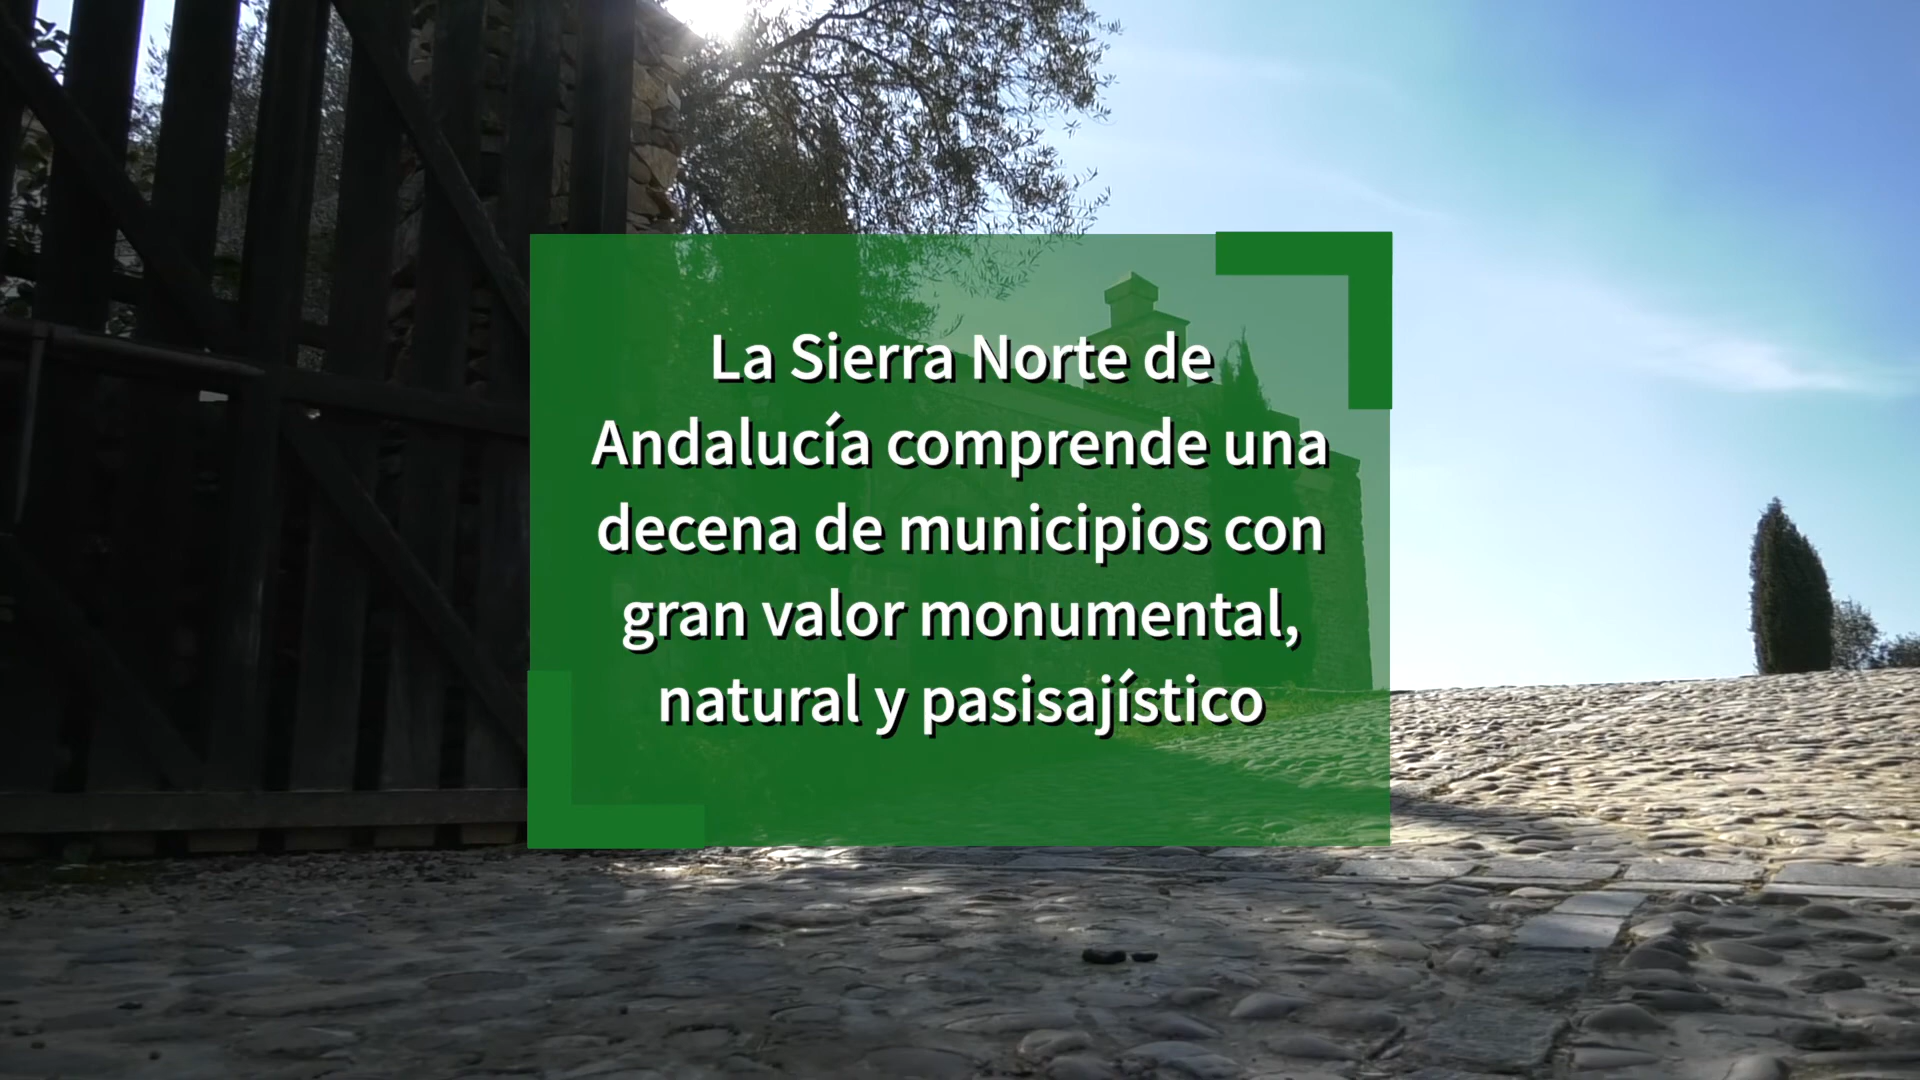 La Sierra Norte de
Andalucía comprende una
decena de municipios con
gran valor monumental,
natural y pasisajístico